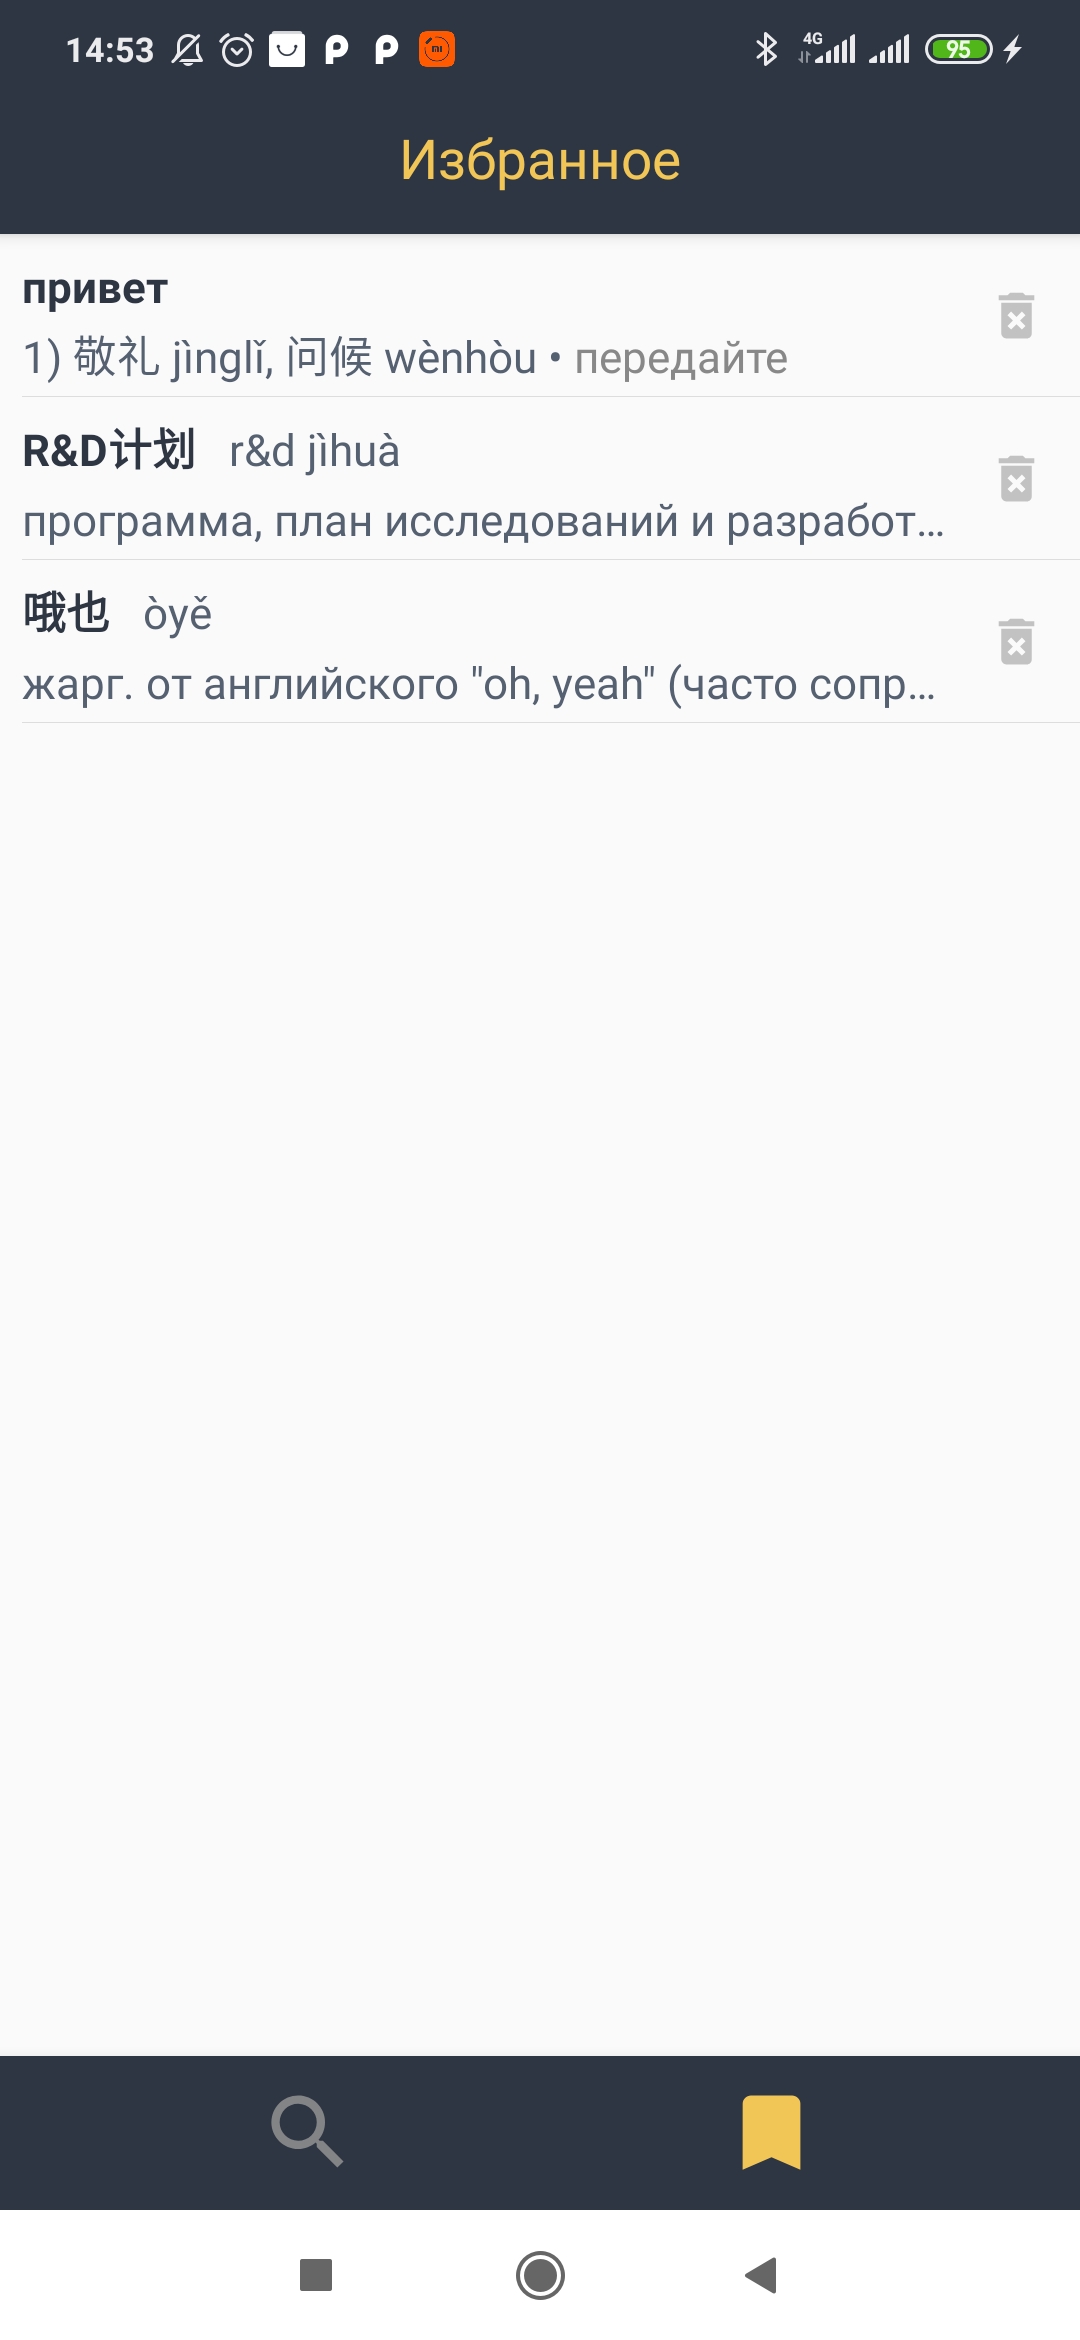 14:53
4G
95
Избранное
привет
1) 敬礼 jìnglǐ, 问候 wènhòu • передайте
R&D计划 r&d jìhuà
программа, план исследований и разработ...
哦也 òyě
жарг. от английского "oh, yeah" (часто сопр...